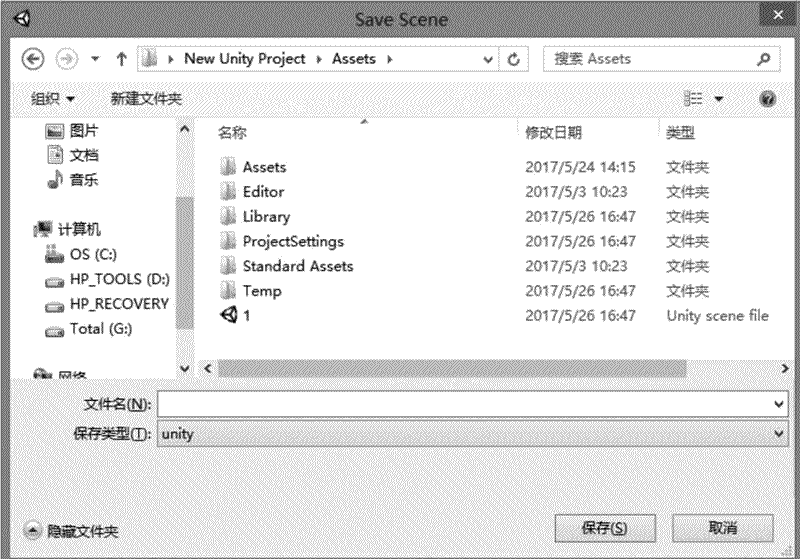 Save Scene
New Unity Project Assets 搜索 Assets
组织 新建文件夹
图片
文档
音乐
计算机
OS (C:)
HP_TOOLS (D:)
HP_RECOVERY
Total (G:)
网络
名称 修改日期 类型
Assets 2017/5/24 14:15 文件夹
Editor 2017/5/3 10:23 文件夹
Library 2017/5/26 16:47 文件夹
ProjectSettings 2017/5/26 16:47 文件夹
Standard Assets 2017/5/3 10:23 文件夹
Temp 2017/5/26 16:47 文件夹
1 2017/5/26 16:47 Unity scene file
文件名(N):
保存类型(T): unity
隐藏文件夹 保存(S) 取消